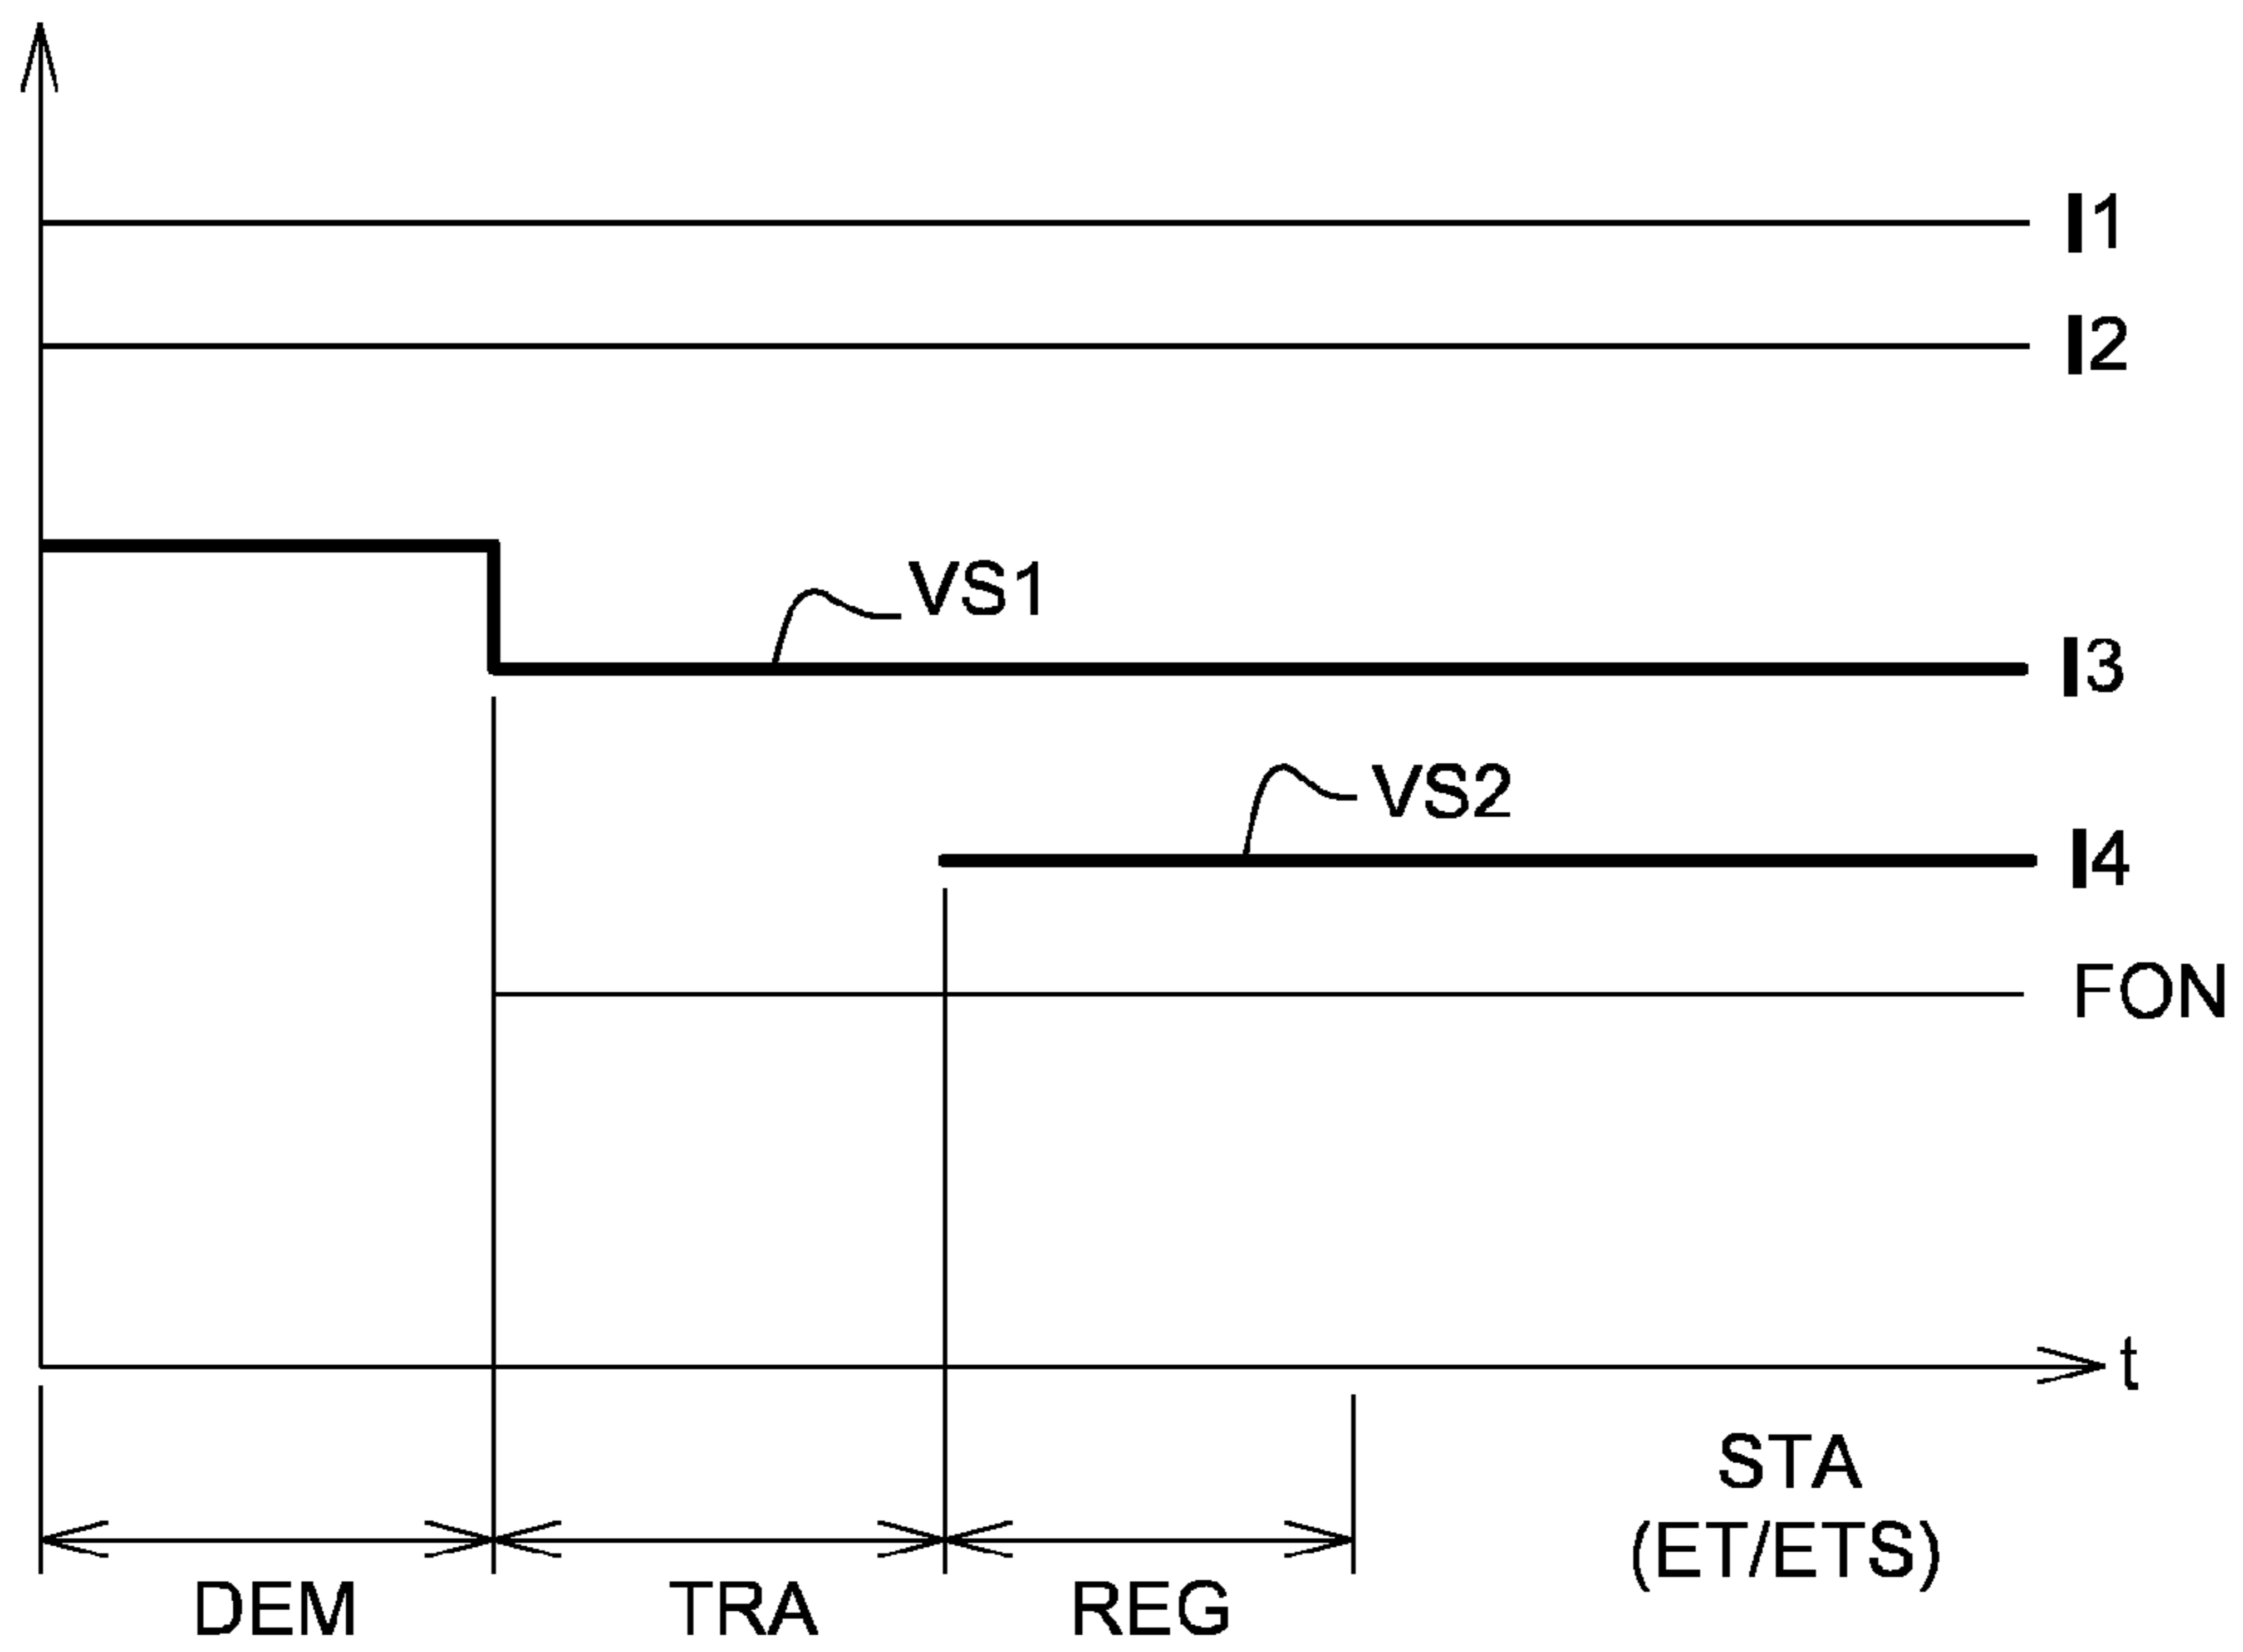 I1
I2
VS1
I3
VS2
I4
FON
t
STA
(ET/ETS)
DEM TRA REG